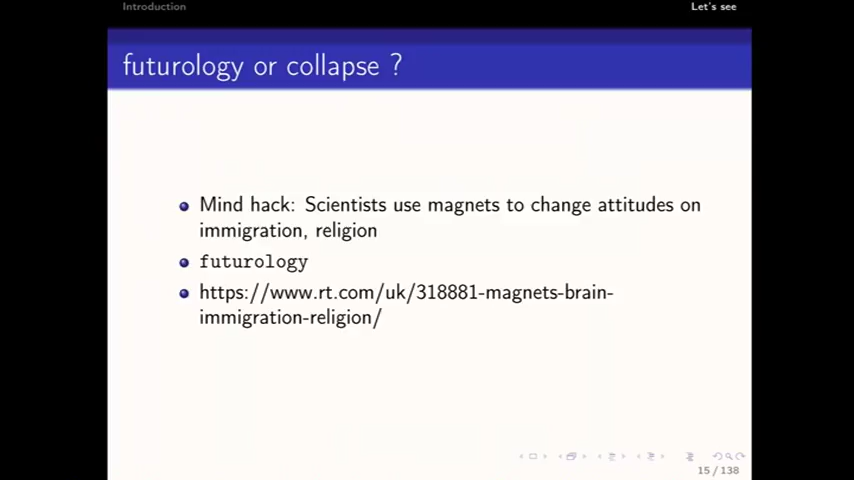 Introduction
Let's see
futurology or collapse ?
Mind hack: Scientists use magnets to change attitudes on
immigration, religion
futurology
https://www.rt.com/uk/318881-magnets-brain-
immigration-religion/
15 / 138